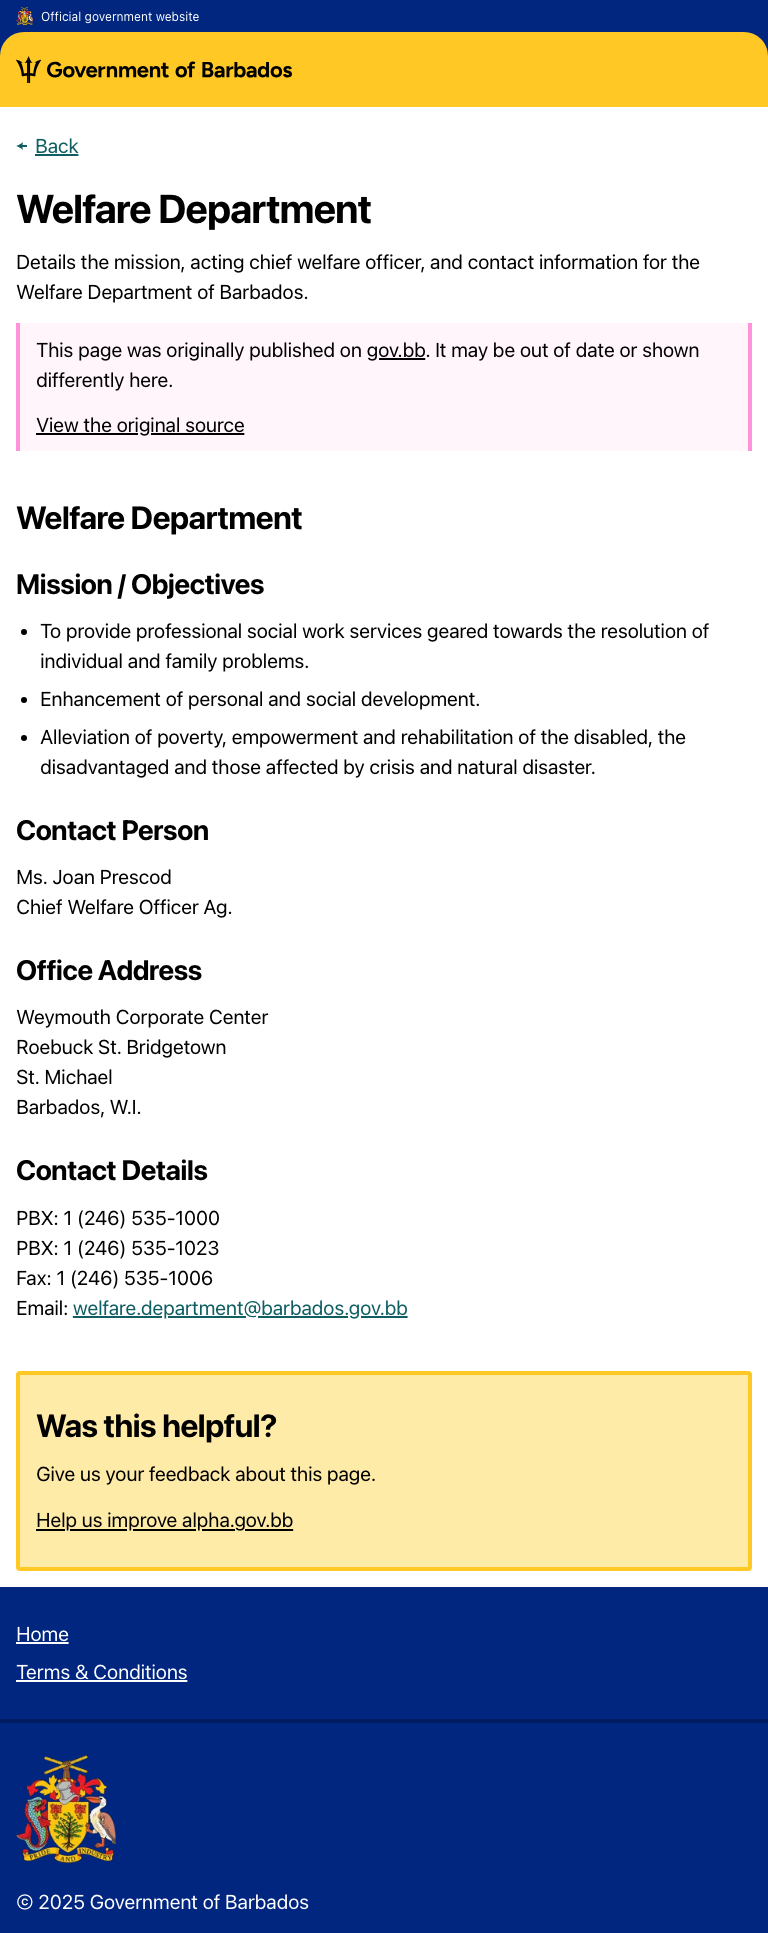 Official government website
Government of Barbados
Back
Welfare Department
Details the mission, acting chief welfare officer, and contact information for the
Welfare Department of Barbados.
This page was originally published on gov.bb. It may be out of date or shown
differently here.
View the original source
Welfare Department
Mission / Objectives
To provide professional social work services geared towards the resolution of
individual and family problems.
Enhancement of personal and social development.
Alleviation of poverty, empowerment and rehabilitation of the disabled, the
disadvantaged and those affected by crisis and natural disaster.
Contact Person
Ms. Joan Prescod
Chief Welfare Officer Ag.
Office Address
Weymouth Corporate Center
Roebuck St. Bridgetown
St. Michael
Barbados, W.I.
Contact Details
PBX: 1 (246) 535-1000
PBX: 1 (246) 535-1023
Fax: 1 (246) 535-1006
Email: welfare.department@barbados.gov.bb
Was this helpful?
Give us your feedback about this page.
Help us improve alpha.gov.bb
Home
Terms & Conditions
PRIDE AND INDUSTRY
© 2025 Government of Barbados